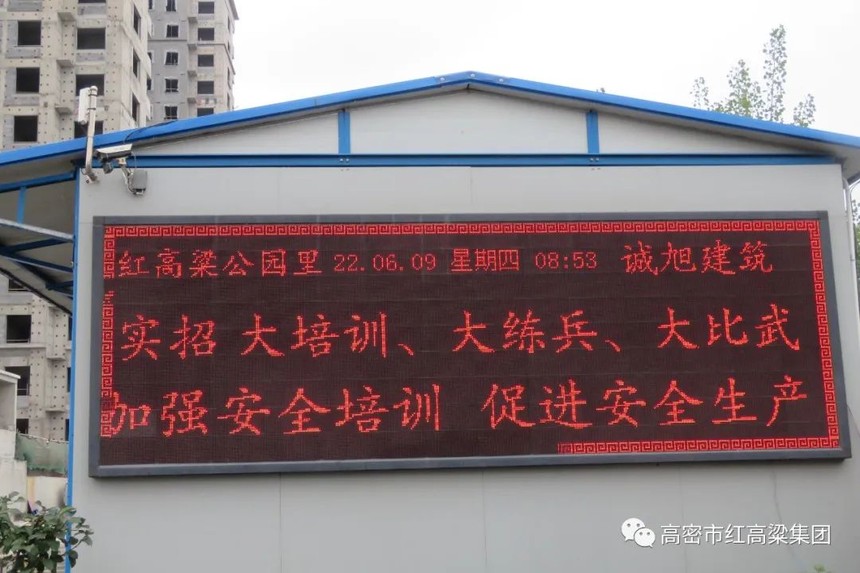 红高粱公园里 22.06.09 星期四 08:53 诚旭建筑
实招 大培训、大练兵、大比武
加强安全培训 促进安全生产
高密市红高粱集团